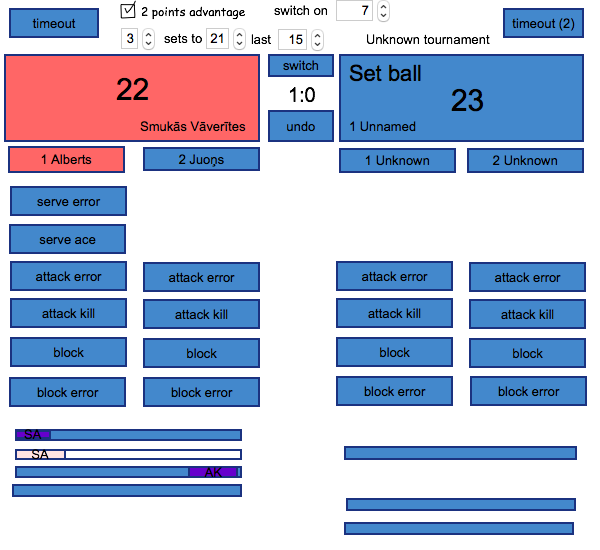 timeout
2 points advantage
switch on
7
timeout (2)
3
sets to
21
last
15
Unknown tournament
22
Smukās Vāverītes
switch
1:0
undo
Set ball
23
1 Unnamed
1 Alberts
2 Juoņs
1 Unknown
2 Unknown
serve error
serve ace
attack error
attack error
attack error
attack error
attack kill
attack kill
attack kill
attack kill
block
block
block
block
block error
block error
block error
block error
SA
SA
AK